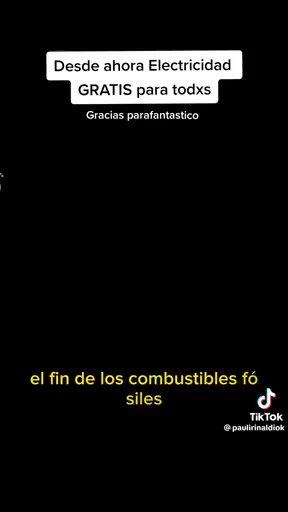 Desde ahora Electricidad
GRATIS para todxs
Gracias parafantastico
el fin de los combustibles fó
siles
TikTok
@paulirinaldiok